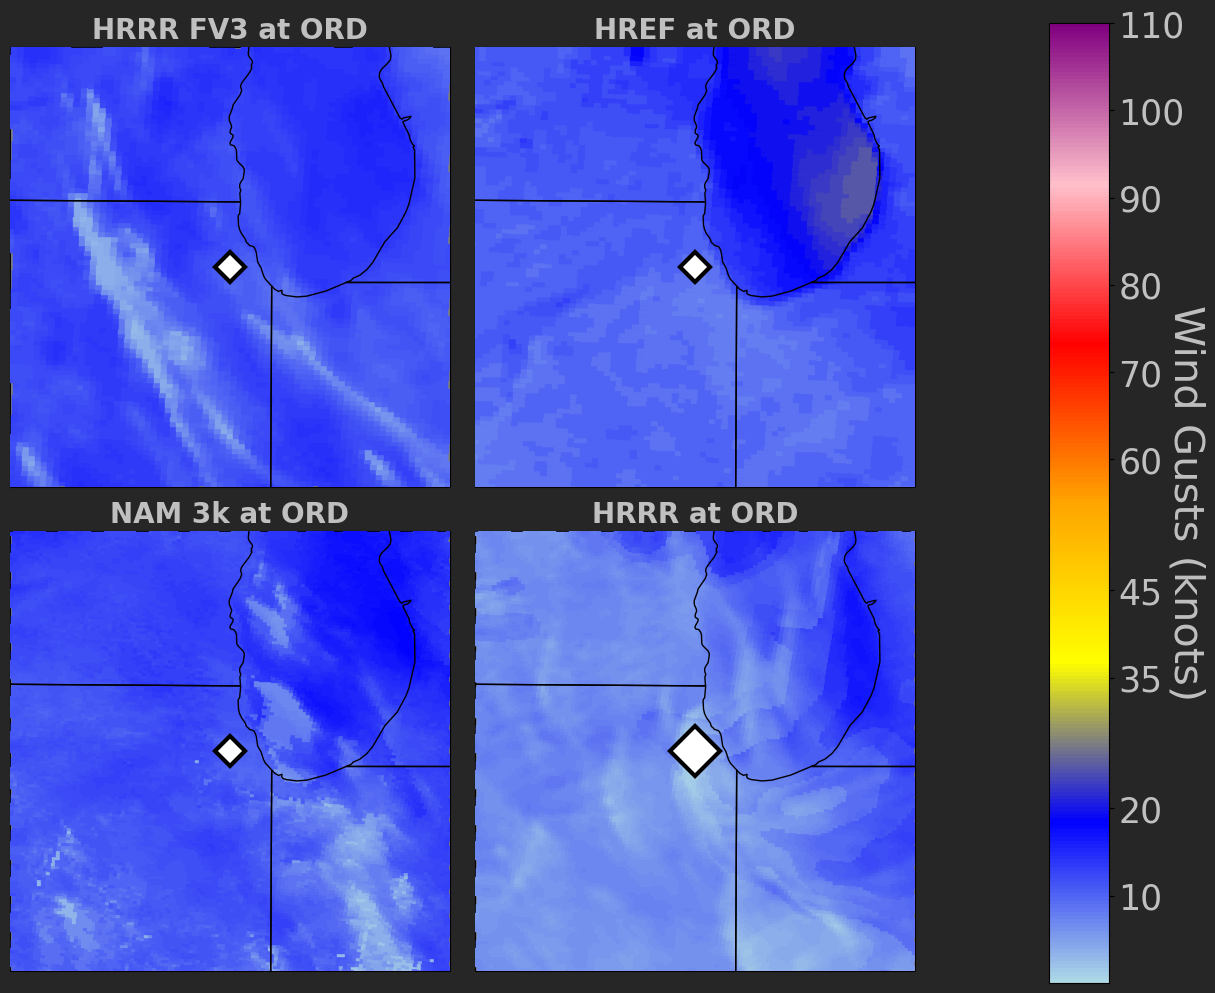 HRRR FV3 at ORD
HREF at ORD
NAM 3k at ORD
HRRR at ORD
110
100
90
80
70
60
45
35
20
10
Wind Gusts (knots)